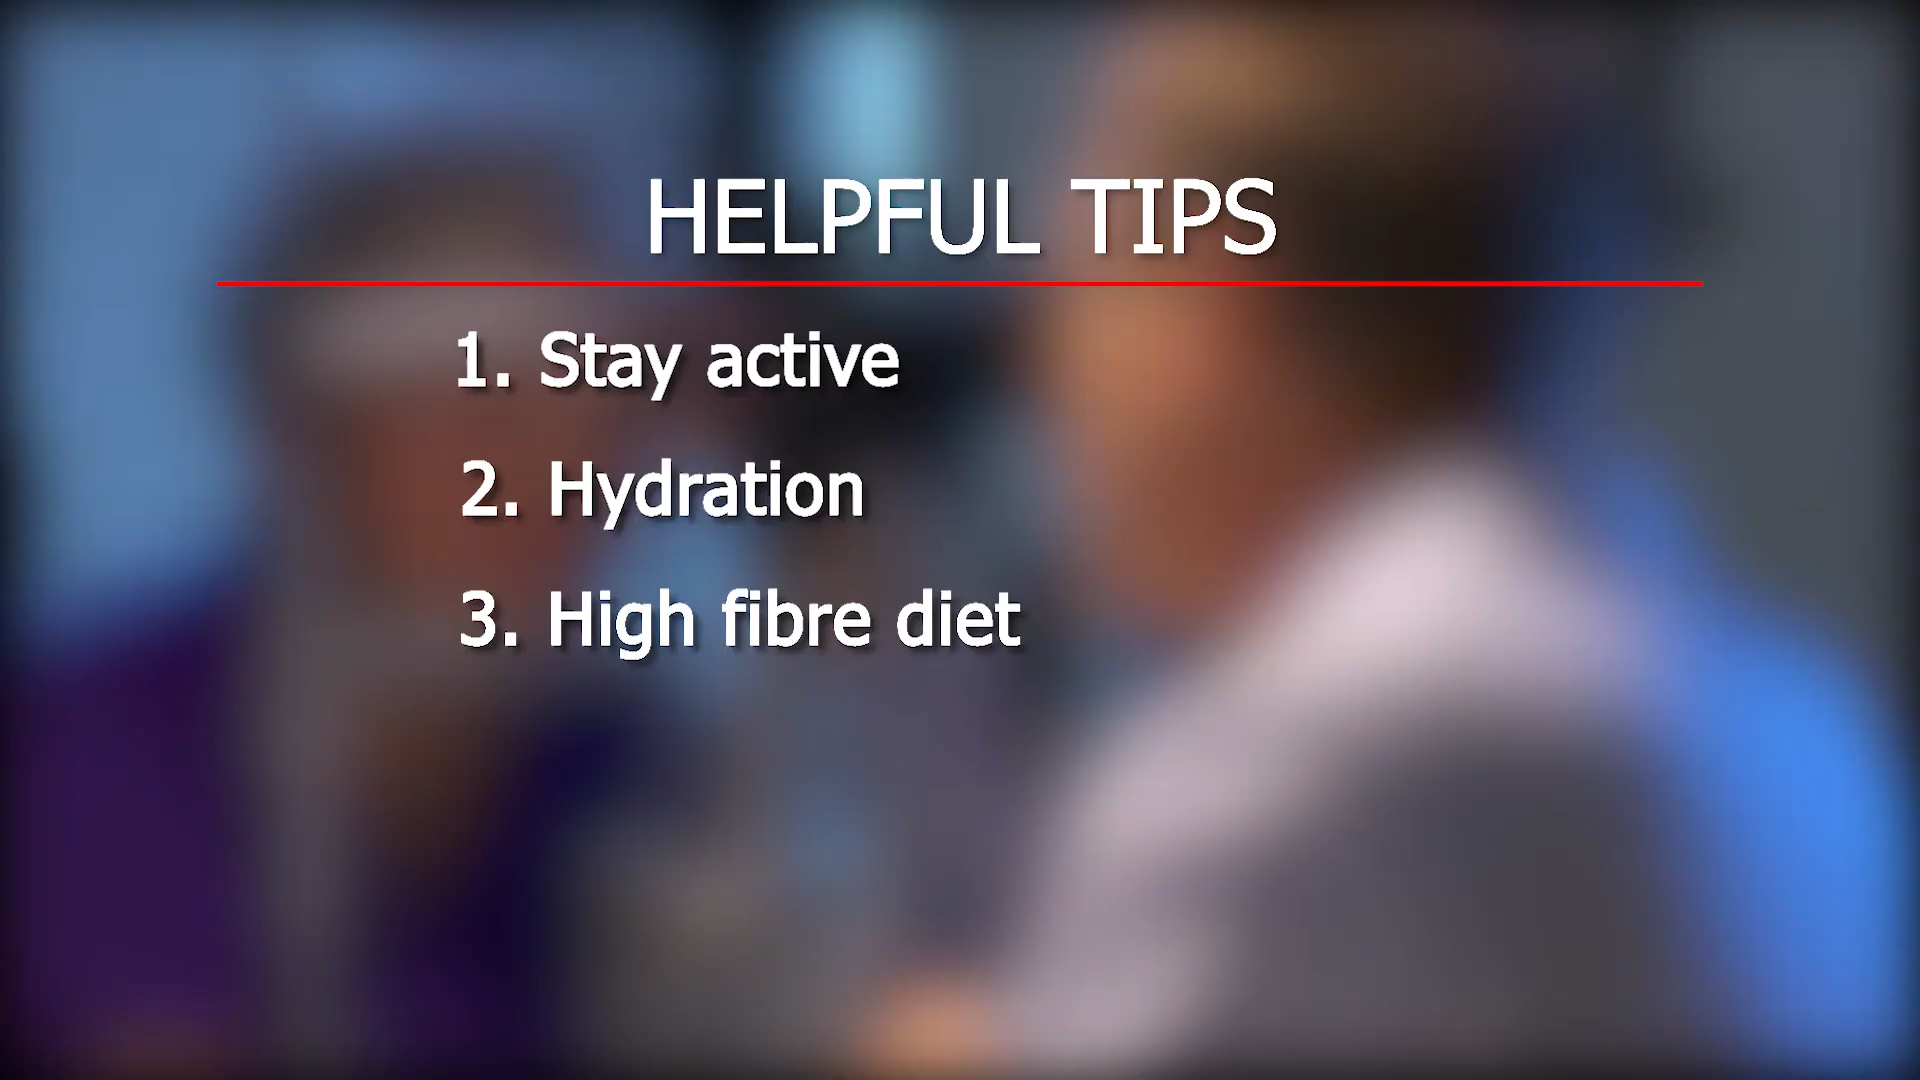 HELPFUL TIPS
1. Stay active
2. Hydration
3. High fibre diet